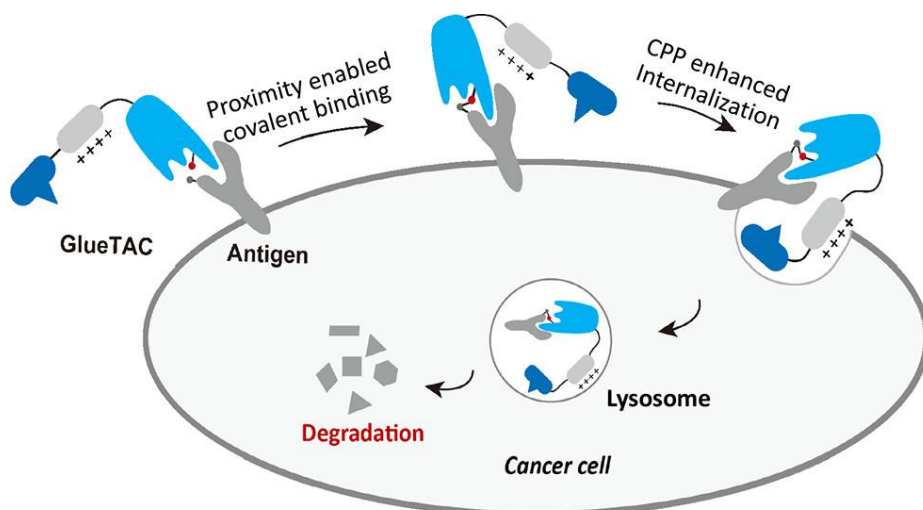 Proximity enabled
covalent binding
CPP enhanced
Internalization
++++
++++
GlueTAC
Antigen
++++
++++
Lysosome
Degradation
Cancer cell